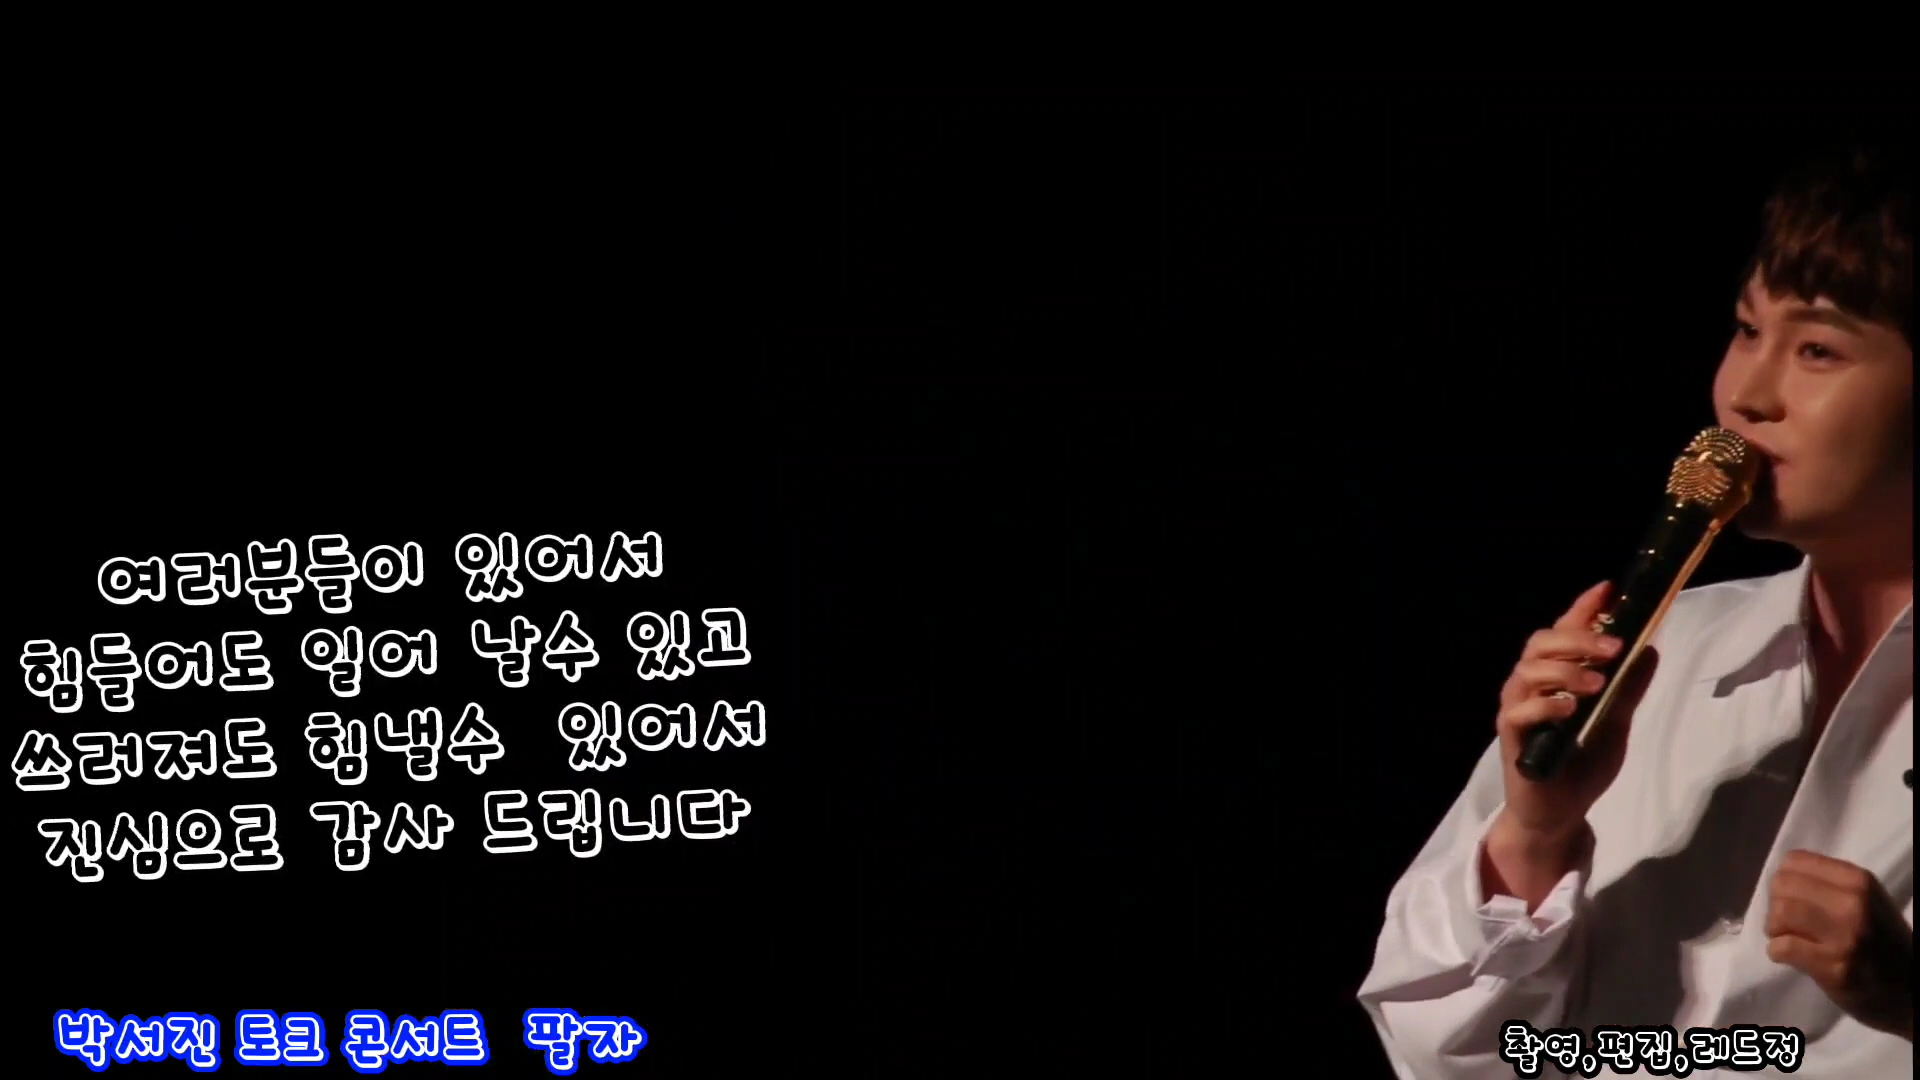 여러분들이 있어서
힘들어도 일어 날수 있고
쓰러져도 힘낼수 있어서
진심으로 감사 드립니다
박서진 토크 콘서트 팔자
촬영,편집,레드정